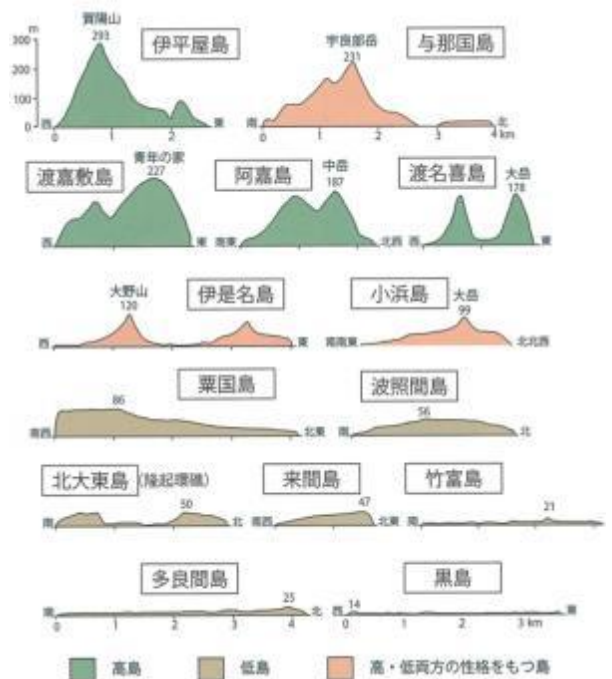 賀陽山
293
伊平屋島
宇良部岳
231
与那国島
m
300
200
100
0
西
東
0 1 2
南
北
0 1 2 3 4 km
渡嘉敷島
青年の家
227
阿嘉島
中岳
187
渡名喜島
大岳
178
西
東
南東
北西
西
東
大野山
120
伊是名島
小浜島
大岳
99
西
東
南南東
北北西
粟国島
86
波照間島
56
南西
北東
南
北
北大東島(隆起環礁)
50
来間島
47
竹富島
21
南
北
南西
北東
南
多良間島
25
黒島
14
北
西
東
0 1 2 3 4
0 1 2 3 km
高島
低島
高・低両方の性格をもつ島